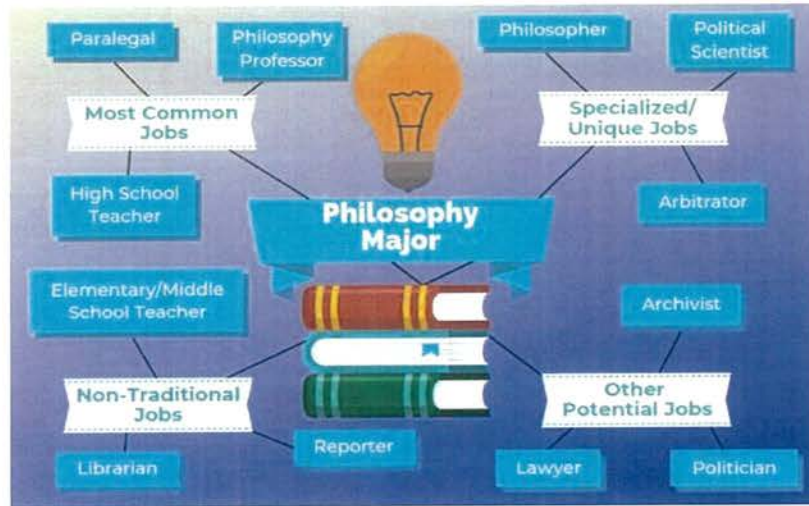 Paralegal
Philosophy
Professor
Most Common
Jobs
High School
Teacher
Philosopher
Political
Scientist
Specialized/
Unique Jobs
Arbitrator
Philosophy
Major
Elementary/Middle
School Teacher
Non-Traditional
Jobs
Librarian
Reporter
Archivist
Other
Potential Jobs
Lawyer
Politician